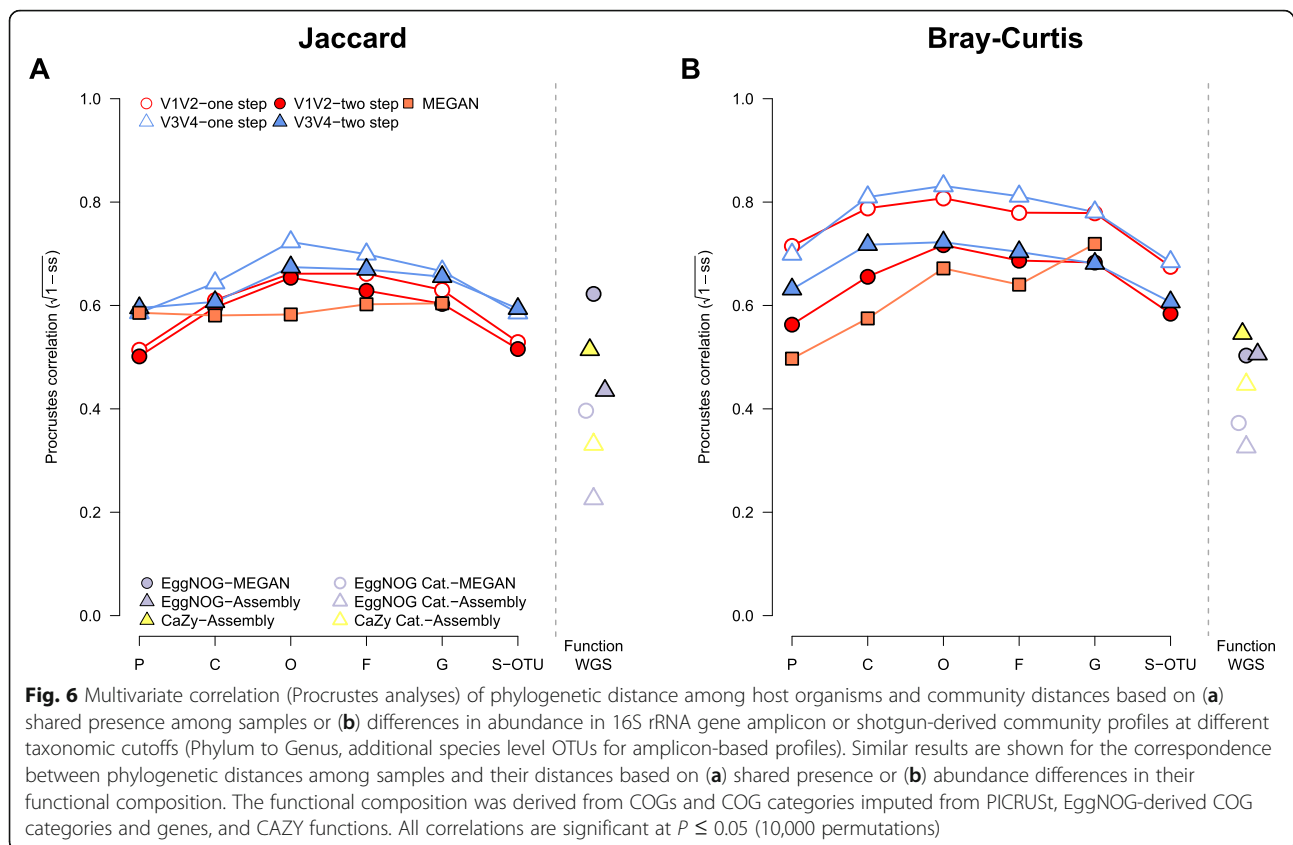 Jaccard
Bray-Curtis
A
B
V1V2−one step
V1V2−two step
MEGAN
V3V4−one step
V3V4−two step
1.0
0.8
0.6
0.4
0.2
0.0
Procrustes correlation (√1−ss)
EggNOG−MEGAN
EggNOG Cat.−MEGAN
EggNOG−Assembly
EggNOG Cat.−Assembly
CaZy−Assembly
CaZy Cat.−Assembly
P
C
O
F
G
S−OTU
Function
WGS
1.0
0.8
0.6
0.4
0.2
0.0
Procrustes correlation (√1−ss)
P
C
O
F
G
S−OTU
Function
WGS
Fig. 6 Multivariate correlation (Procrustes analyses) of phylogenetic distance among host organisms and community distances based on (a)
shared presence among samples or (b) differences in abundance in 16S rRNA gene amplicon or shotgun-derived community profiles at different
taxonomic cutoffs (Phylum to Genus, additional species level OTUs for amplicon-based profiles). Similar results are shown for the correspondence
between phylogenetic distances among samples and their distances based on (a) shared presence or (b) abundance differences in their
functional composition. The functional composition was derived from COGs and COG categories imputed from PICRUSt, EggNOG-derived COG
categories and genes, and CAZY functions. All correlations are significant at P ≤ 0.05 (10,000 permutations)